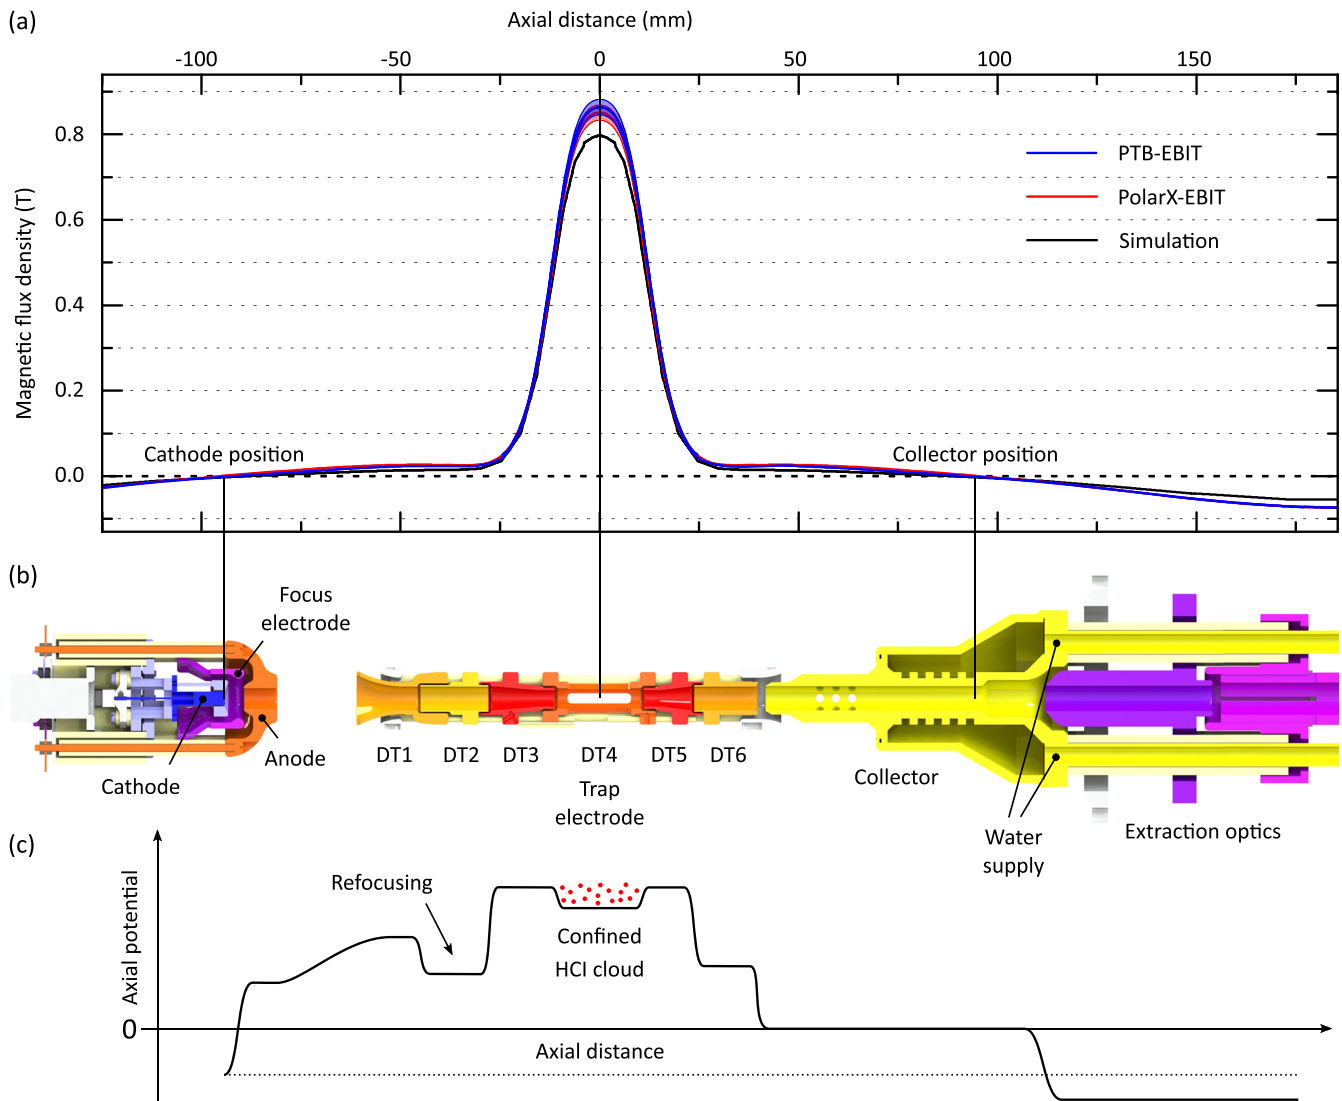 (a)
Axial distance (mm)
-100 -50 0 50 100 150
Magnetic flux density (T)
0.8
0.6
0.4
0.2
0.0
PTB-EBIT
PolarX-EBIT
Simulation
Cathode position
Collector position
(b)
Focus
electrode
Cathode
Anode
DT1 DT2 DT3 DT4 DT5 DT6
Trap
electrode
Collector
Water
supply
Extraction optics
(c)
Axial potential
Refocusing
Confined
HCI cloud
0
Axial distance